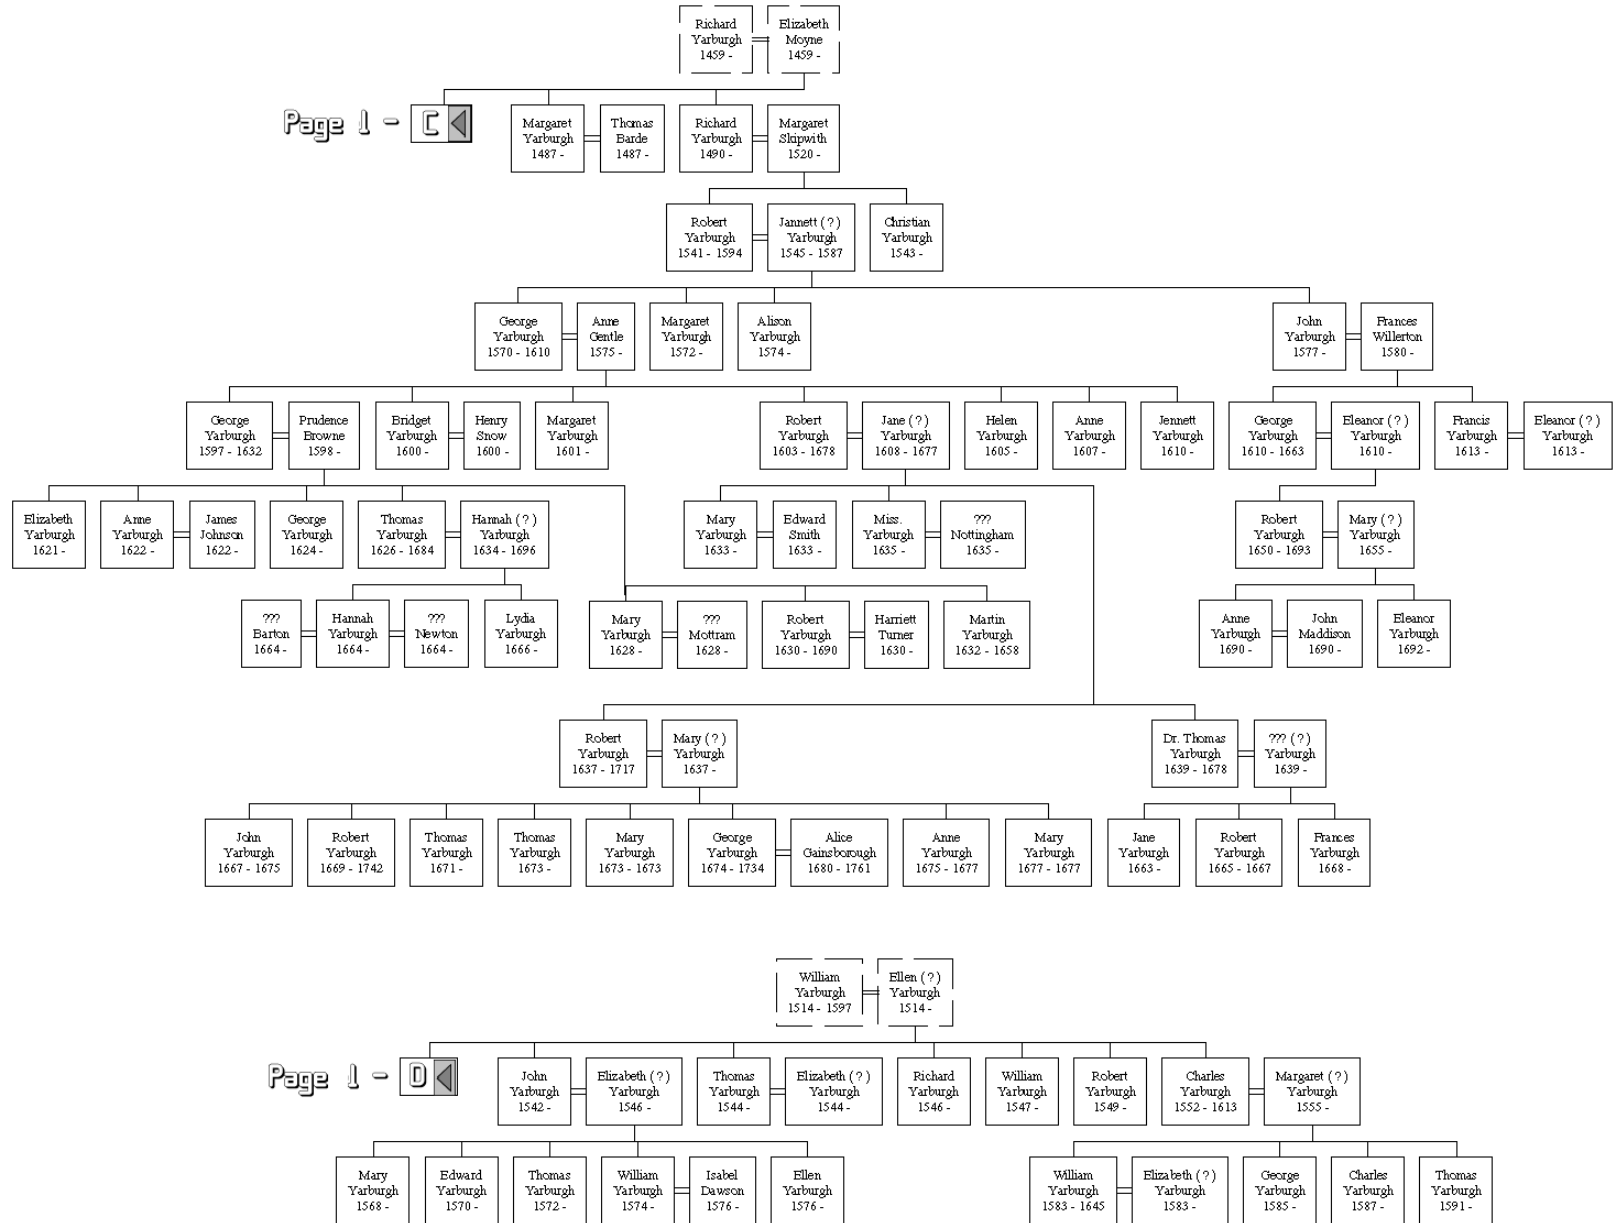 Richard
Yarburgh
1459 -
Elizabeth
Moyne
1459 -
Page 1 - C
Margaret
Yarburgh
1487 -
Thomas
Barde
1487 -
Richard
Yarburgh
1490 -
Margaret
Skipwith
1520 -
Robert
Yarburgh
1541 - 1594
Jannett (?)
Yarburgh
1545 - 1587
Christian
Yarburgh
1543 -
George
Yarburgh
1570 - 1610
Anne
Gentle
1575 -
Margaret
Yarburgh
1572 -
Alison
Yarburgh
1574 -
John
Yarburgh
1577 -
Frances
Willerton
1580 -
George
Yarburgh
1597 - 1632
Prudence
Browne
1598 -
Bridget
Yarburgh
1600 -
Henry
Snow
1600 -
Margaret
Yarburgh
1601 -
Robert
Yarburgh
1603 - 1678
Jane (?)
Yarburgh
1608 - 1677
Helen
Yarburgh
1605 -
Anne
Yarburgh
1607 -
Jennett
Yarburgh
1610 -
George
Yarburgh
1610 - 1663
Eleanor (?)
Yarburgh
1610 -
Francis
Yarburgh
1613 -
Eleanor (?)
Yarburgh
1613 -
Elizabeth
Yarburgh
1621 -
Anne
Yarburgh
1622 -
James
Johnson
1622 -
George
Yarburgh
1624 -
Thomas
Yarburgh
1626 - 1684
Hannah (?)
Yarburgh
1634 - 1696
Mary
Yarburgh
1633 -
Edward
Smith
1633 -
Miss.
Yarburgh
1635 -
???
Nottingham
1635 -
Robert
Yarburgh
1650 - 1693
Mary (?)
Yarburgh
1655 -
???
Barton
1664 -
Hannah
Yarburgh
1664 -
???
Newton
1664 -
Lydia
Yarburgh
1666 -
Mary
Yarburgh
1628 -
???
Mottram
1628 -
Robert
Yarburgh
1630 - 1690
Harriett
Turner
1630 -
Martin
Yarburgh
1632 - 1658
Anne
Yarburgh
1690 -
John
Maddison
1690 -
Eleanor
Yarburgh
1692 -
Robert
Yarburgh
1637 - 1717
Mary (?)
Yarburgh
1637 -
Dr. Thomas
Yarburgh
1639 - 1678
??? (?)
Yarburgh
1639 -
John
Yarburgh
1667 - 1675
Robert
Yarburgh
1669 - 1742
Thomas
Yarburgh
1671 -
Thomas
Yarburgh
1673 -
Mary
Yarburgh
1673 - 1673
George
Yarburgh
1674 - 1734
Alice
Gainsborough
1680 - 1761
Anne
Yarburgh
1675 - 1677
Mary
Yarburgh
1677 - 1677
Jane
Yarburgh
1663 -
Robert
Yarburgh
1665 - 1667
Frances
Yarburgh
1668 -
William
Yarburgh
1514 - 1597
Ellen (?)
Yarburgh
1514 -
Page 1 - D
John
Yarburgh
1542 -
Elizabeth (?)
Yarburgh
1546 -
Thomas
Yarburgh
1544 -
Elizabeth (?)
Yarburgh
1544 -
Richard
Yarburgh
1546 -
William
Yarburgh
1547 -
Robert
Yarburgh
1549 -
Charles
Yarburgh
1552 - 1613
Margaret (?)
Yarburgh
1555 -
Mary
Yarburgh
1568 -
Edward
Yarburgh
1570 -
Thomas
Yarburgh
1572 -
William
Yarburgh
1574 -
Isabel
Dawson
1576 -
Ellen
Yarburgh
1576 -
William
Yarburgh
1583 - 1645
Elizabeth (?)
Yarburgh
1583 -
George
Yarburgh
1585 -
Charles
Yarburgh
1587 -
Thomas
Yarburgh
1591 -